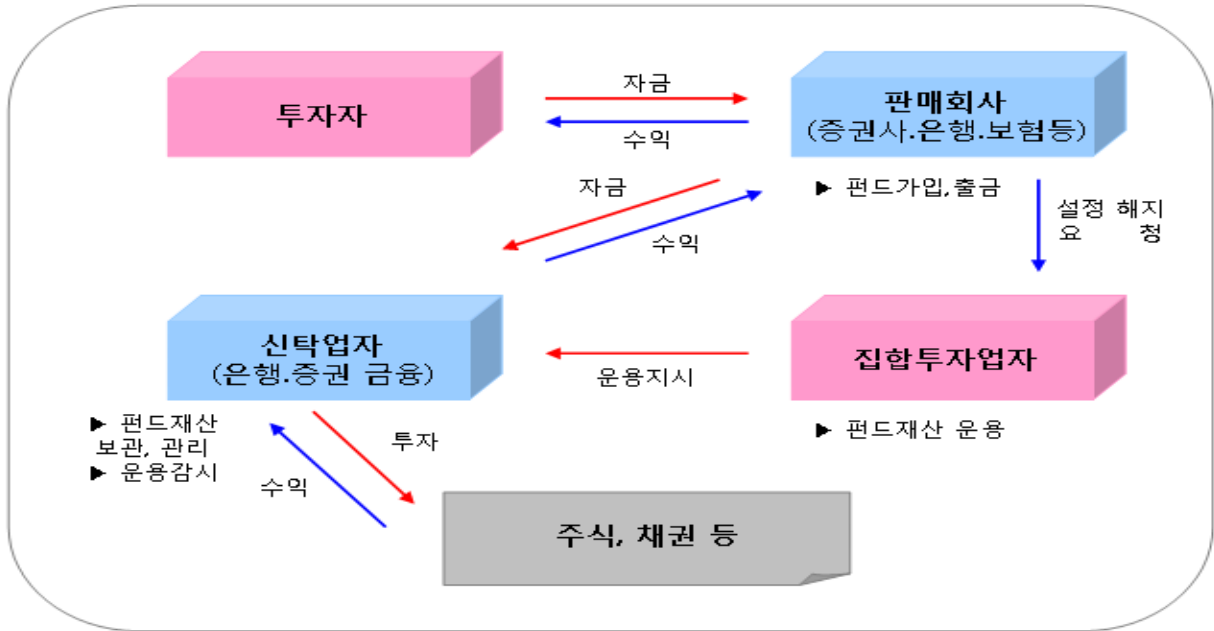 투자자
자금
수익
판매회사
(증권사.은행.보험등)
▶ 펀드가입,출금
자금
수익
설정 해지
요 청
신탁업자
(은행.증권 금융)
운용지시
집합투자업자
▶ 펀드재산
보관, 관리
▶ 운용감시
▶ 펀드재산 운용
투자
수익
주식, 채권 등